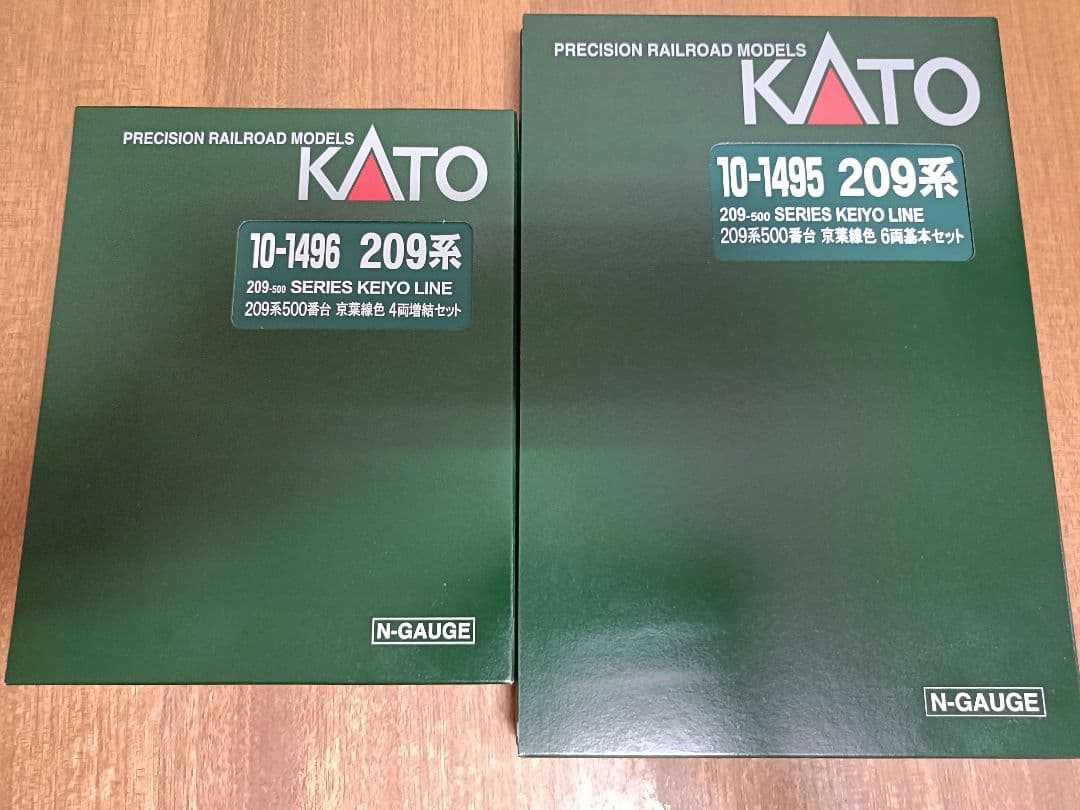 PRECISION RAILROAD MODELS
KATO
10-1496 209系
209-500 SERIES KEIYO LINE
209系500番台 京葉線色 4両増結セット
N-GAUGE
PRECISION RAILROAD MODELS
KATO
10-1495 209系
209-500 SERIES KEIYO LINE
209系500番台 京葉線色 6両基本セット
N-GAUGE